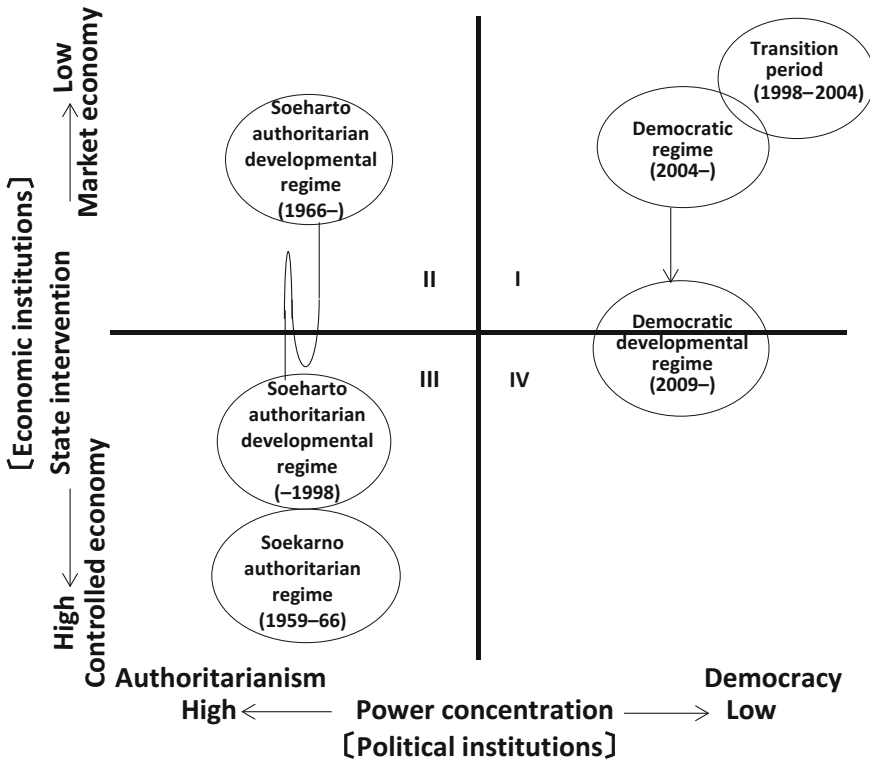 Low
Market economy
State intervention
〔Economic institutions〕
High
Controlled economy
Soeharto
authoritarian
developmental
regime
(1966–)
Transition
period
(1998–2004)
Democratic
regime
(2004–)
II
I
III
IV
Democratic
developmental
regime
(2009–)
Soeharto
authoritarian
developmental
regime
(–1998)
Soekarno
authoritarian
regime
(1959–66)
Authoritarianism
Democracy
High
Power concentration
Low
〔Political institutions〕